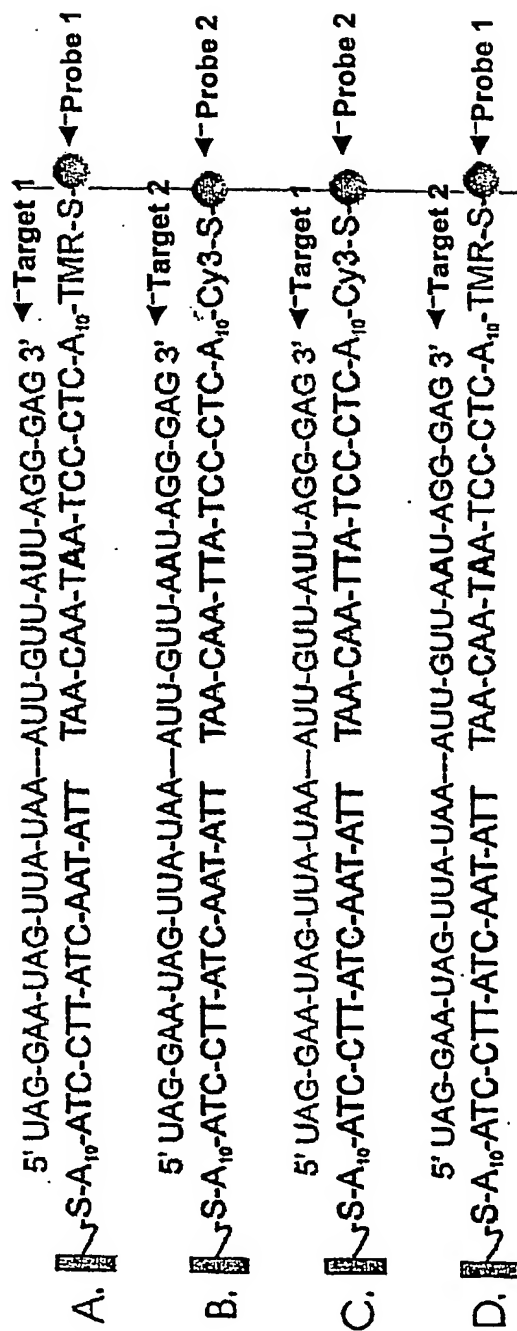 5' UAG-GAA-UAG-UUA-UAA—AUU-GUU-AUU-AGG-GAG 3' Target 1
A. S-A10-ATC-CTT-ATC-AAT-ATT TAA-CAA-TAA-TCC-CTC-A10-TMR-S- Probe 1
5' UAG-GAA-UAG-UUA-UAA—AUU-GUU-AAU-AGG-GAG 3' Target 2
B. S-A10-ATC-CTT-ATC-AAT-ATT TAA-CAA-TTA-TCC-CTC-A10-Cy3-S- Probe 2
5' UAG-GAA-UAG-UUA-UAA—AUU-GUU-AUU-AGG-GAG 3' Target 1
C. S-A10-ATC-CTT-ATC-AAT-ATT TAA-CAA-TTA-TCC-CTC-A10-Cy3-S- Probe 2
5' UAG-GAA-UAG-UUA-UAA—AUU-GUU-AAU-AGG-GAG 3' Target 2
D. S-A10-ATC-CTT-ATC-AAT-ATT TAA-CAA-TAA-TCC-CTC-A10-TMR-S- Probe 1